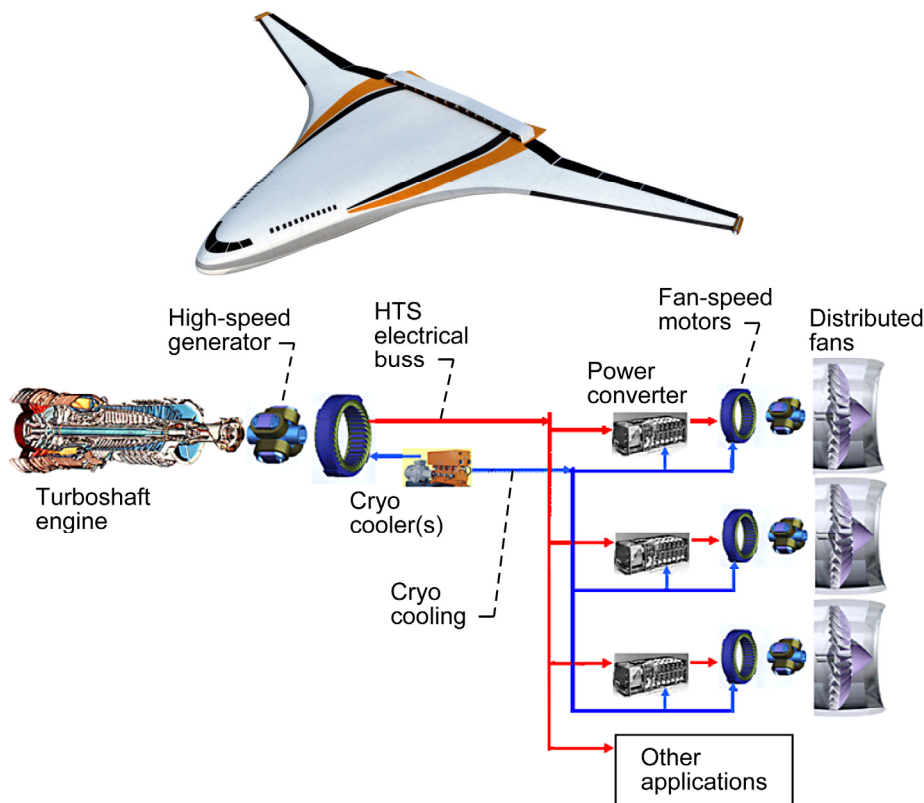 High-speed
generator
HTS
electrical
buss
Fan-speed
motors
Distributed
fans
Power
converter
Turboshaft
engine
Cryo
cooler(s)
Cryo
cooling
Other
applications